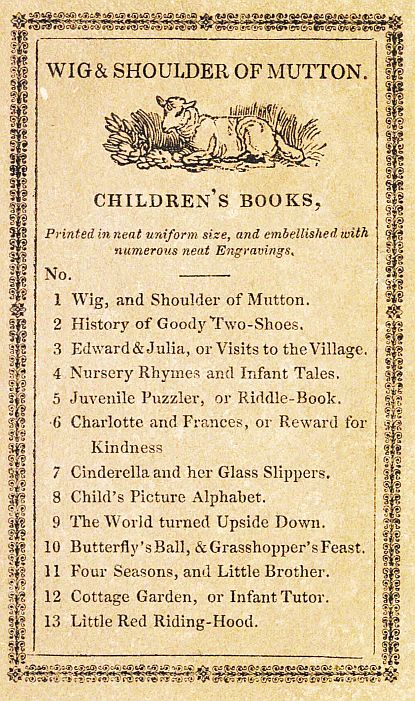 WIG & SHOULDER OF MUTTON.
CHILDREN'S BOOKS,
Printed in neat uniform size, and embellished with
numerous neat Engravings.
No.
1 Wig, and Shoulder of Mutton.
2 History of Goody Two-Shoes.
3 Edward & Julia, or Visits to the Village.
4 Nursery Rhymes and Infant Tales.
5 Juvenile Puzzler, or Riddle-Book.
6 Charlotte and Frances, or Reward for
Kindness
7 Cinderella and her Glass Slippers.
8 Child's Picture Alphabet.
9 The World turned Upside Down.
10 Butterfly's Ball, & Grasshopper's Feast.
11 Four Seasons, and Little Brother.
12 Cottage Garden, or Infant Tutor.
13 Little Red Riding-Hood.